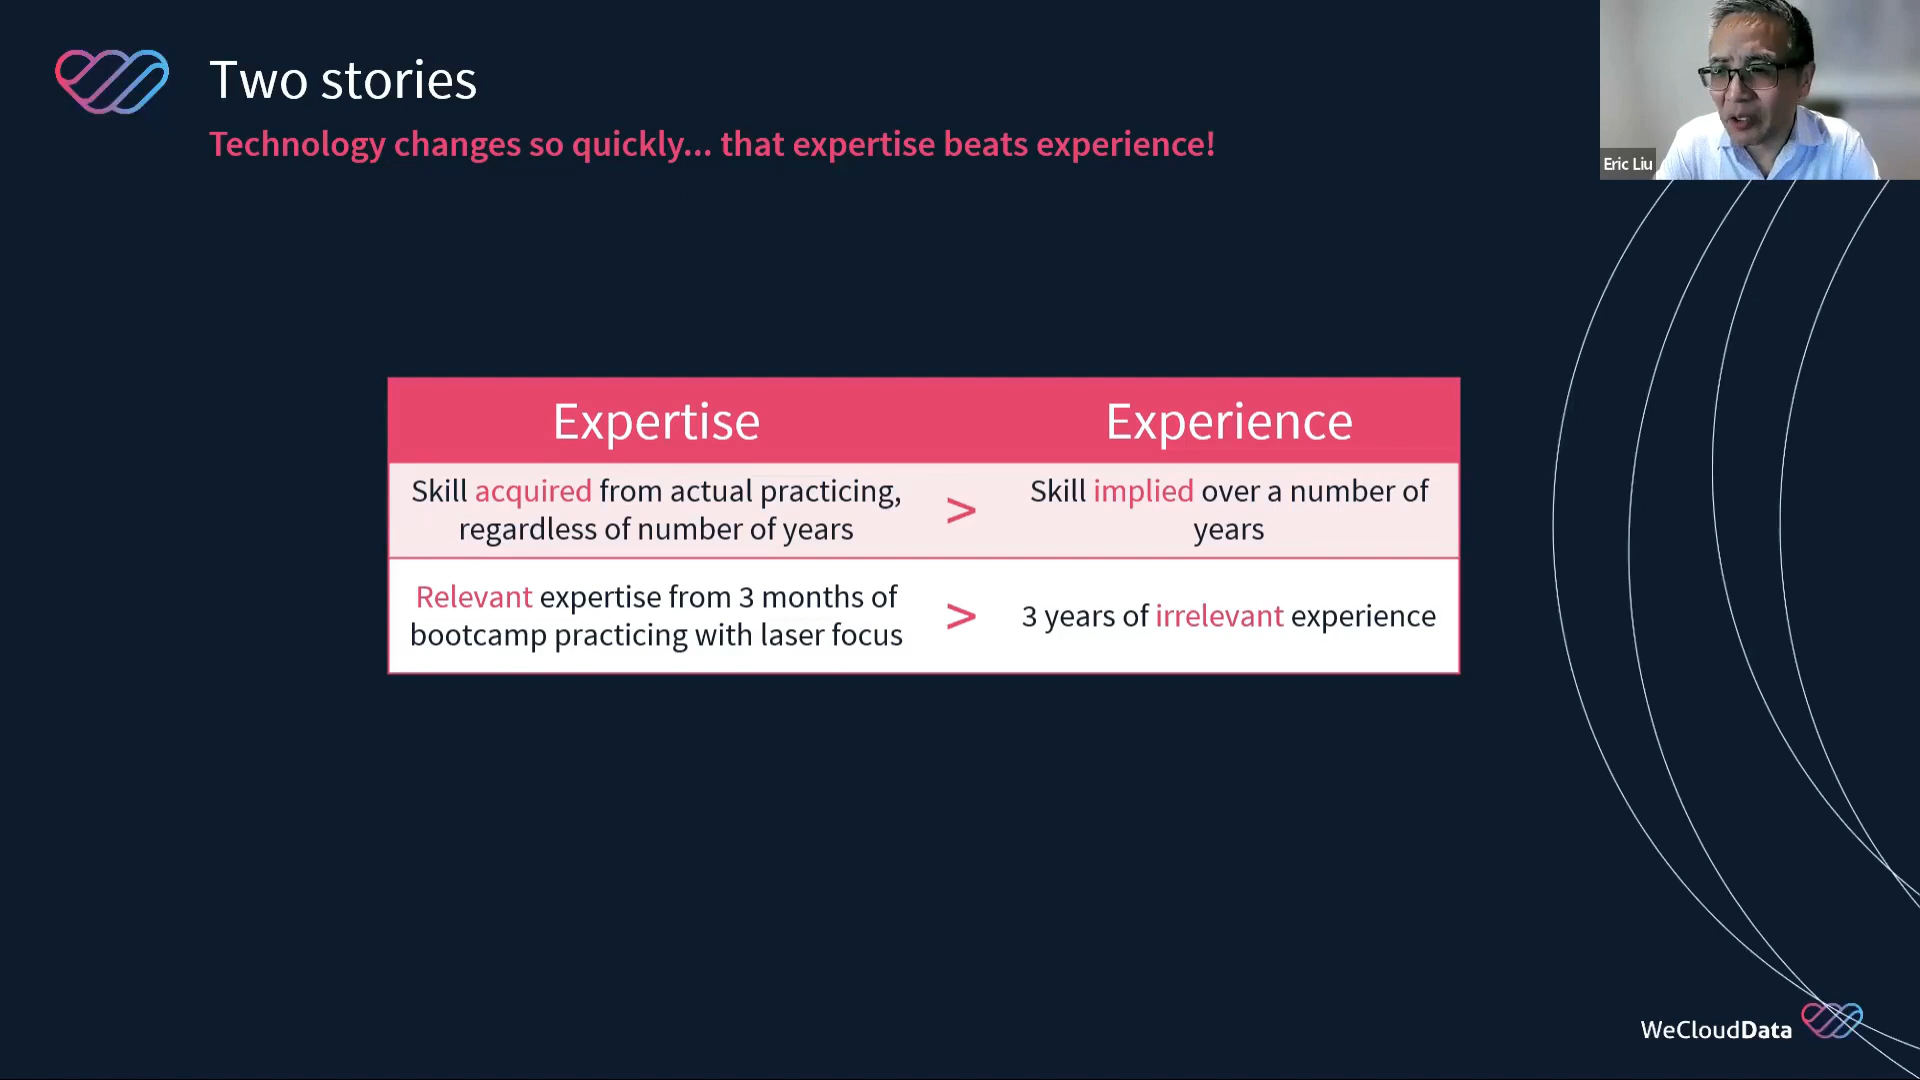 Two stories
Technology changes so quickly... that expertise beats experience!
Eric Liu
Expertise
Experience
Skill acquired from actual practicing,
regardless of number of years
>
Skill implied over a number of
years
Relevant expertise from 3 months of
bootcamp practicing with laser focus
>
3 years of irrelevant experience
WeCloudData